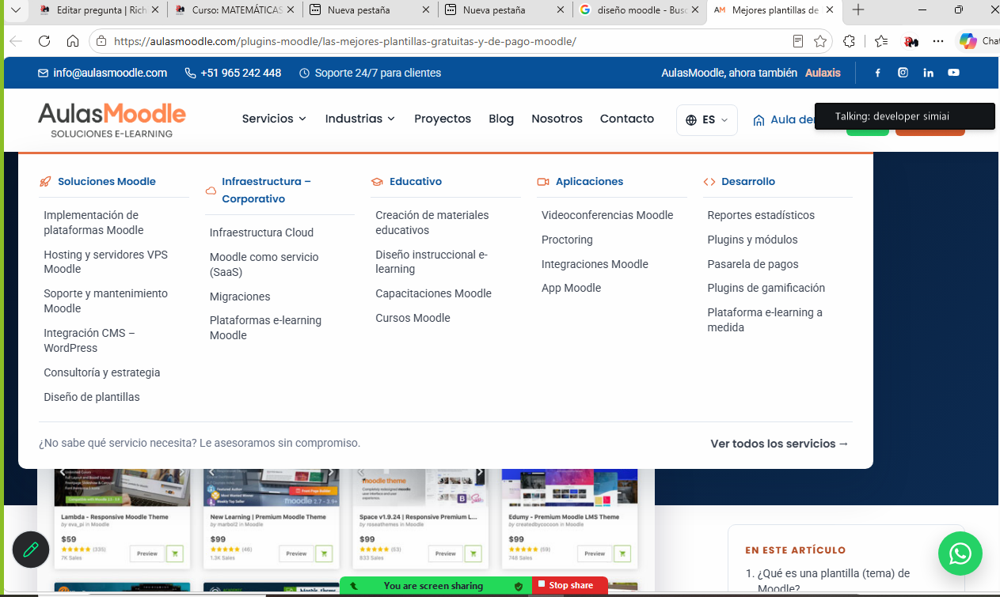 Editar pregunta | Rich
Curso: MATEMÁTICAS
Nueva pestaña
Nueva pestaña
diseño moodle - Bus
Mejores plantillas de
https://aulasmoodle.com/plugins-moodle/las-mejores-plantillas-gratuitas-y-de-pago-moodle/
Chat
info@aulasmoodle.com
+51 965 242 448
Soporte 24/7 para clientes
AulasMoodle, ahora también Aulaxis
AulasMoodle
SOLUCIONES E-LEARNING
Servicios
Industrias
Proyectos
Blog
Nosotros
Contacto
ES
Aula de
Talking: developer simiai
Soluciones Moodle
Implementación de
plataformas Moodle
Hosting y servidores VPS
Moodle
Soporte y mantenimiento
Moodle
Integración CMS –
WordPress
Consultoría y estrategia
Diseño de plantillas
Infraestructura –
Corporativo
Infraestructura Cloud
Moodle como servicio
(SaaS)
Migraciones
Plataformas e-learning
Moodle
Educativo
Creación de materiales
educativos
Diseño instruccional e-
learning
Capacitaciones Moodle
Cursos Moodle
Aplicaciones
Videoconferencias Moodle
Proctoring
Integraciones Moodle
App Moodle
Desarrollo
Reportes estadísticos
Plugins y módulos
Pasarela de pagos
Plugins de gamificación
Plataforma e-learning a
medida
¿No sabe qué servicio necesita? Le asesoramos sin compromiso.
Ver todos los servicios →
Lambda - Responsive Moodle Theme
by eva_pi in Moodle
$59
(335)
7K Sales
Preview
New Learning | Premium Moodle Theme
by marbol2 in Moodle
$99
(46)
1.3K Sales
Preview
moodle theme
Space v1.9.24 | Responsive Premium L...
by roseathemes in Moodle
$99
(53)
833 Sales
Preview
Edumy - Premium Moodle LMS Theme
by createdbycocoon in Moodle
$99
(59)
748 Sales
Preview
EN ESTE ARTÍCULO
1. ¿Qué es una plantilla (tema) de
Moodle?
You are screen sharing
Stop share